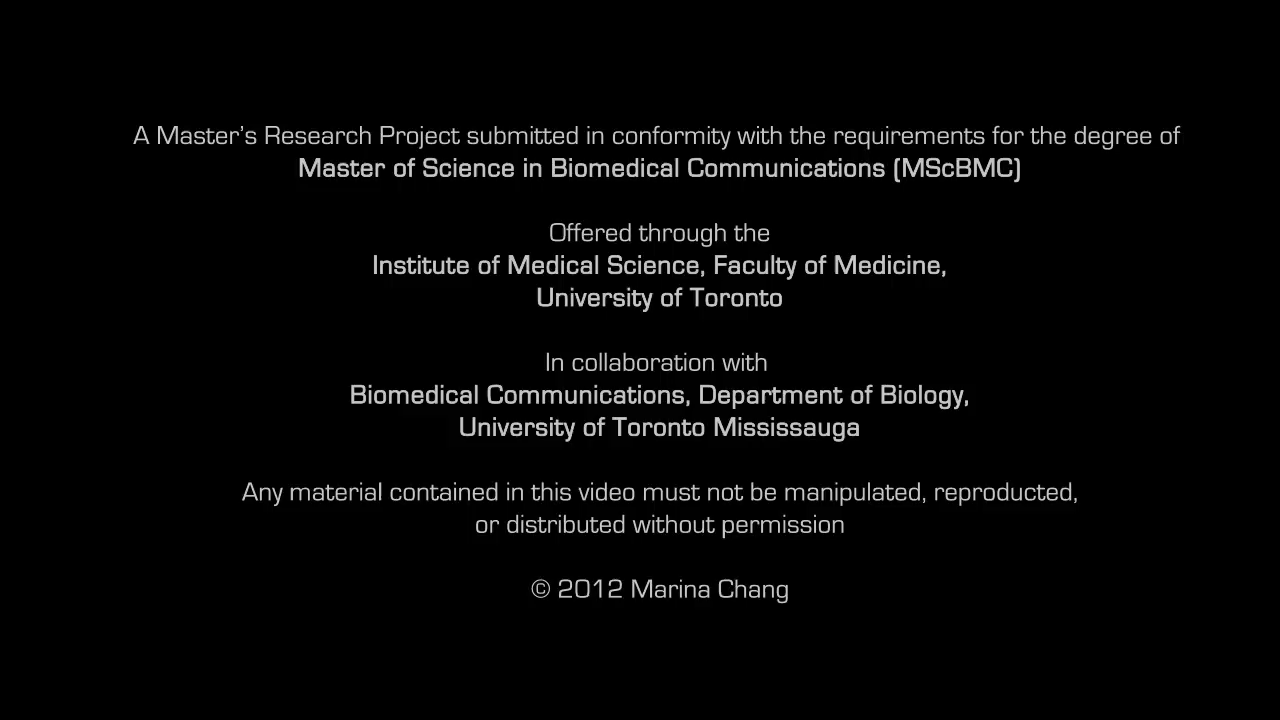 A Master's Research Project submitted in conformity with the requirements for the degree of
Master of Science in Biomedical Communications (MScBMC)
Offered through the
Institute of Medical Science, Faculty of Medicine,
University of Toronto
In collaboration with
Biomedical Communications, Department of Biology,
University of Toronto Mississauga
Any material contained in this video must not be manipulated, reproducted,
or distributed without permission
© 2012 Marina Chang